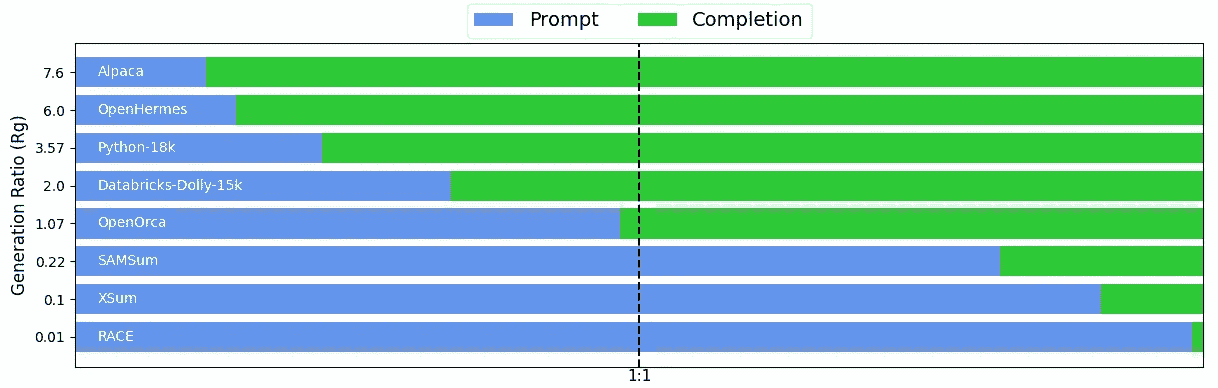 Prompt Completion
Generation Ratio (Rg)
7.6 Alpaca
6.0 OpenHermes
3.57 Python-18k
2.0 Databricks-Dolly-15k
1.07 OpenOrca
0.22 SAMSum
0.1 XSum
0.01 RACE
1:1